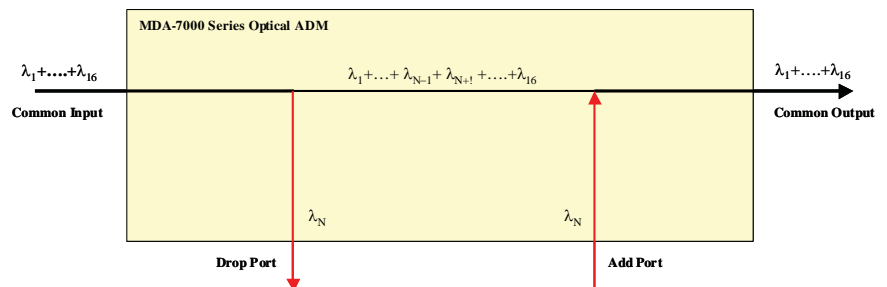 MDA-7000 Series Optical ADM
λ1+....+λ16
λ1+...+ λN−1+ λN+! +....+λ16
λ1+....+λ16
Common Input
Common Output
λN
λN
Drop Port
Add Port